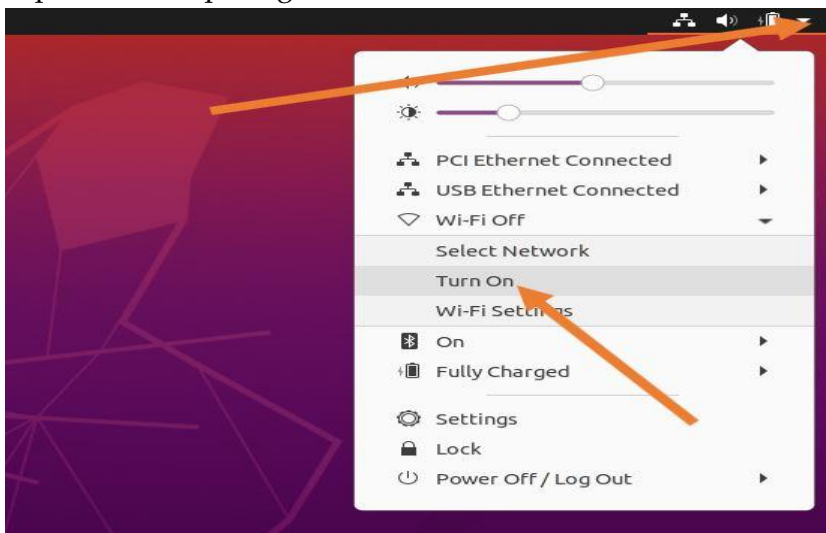 PCI Ethernet Connected
USB Ethernet Connected
Wi-Fi Off
Select Network
Turn On
Wi-Fi Settings
On
Fully Charged
Settings
Lock
Power Off / Log Out